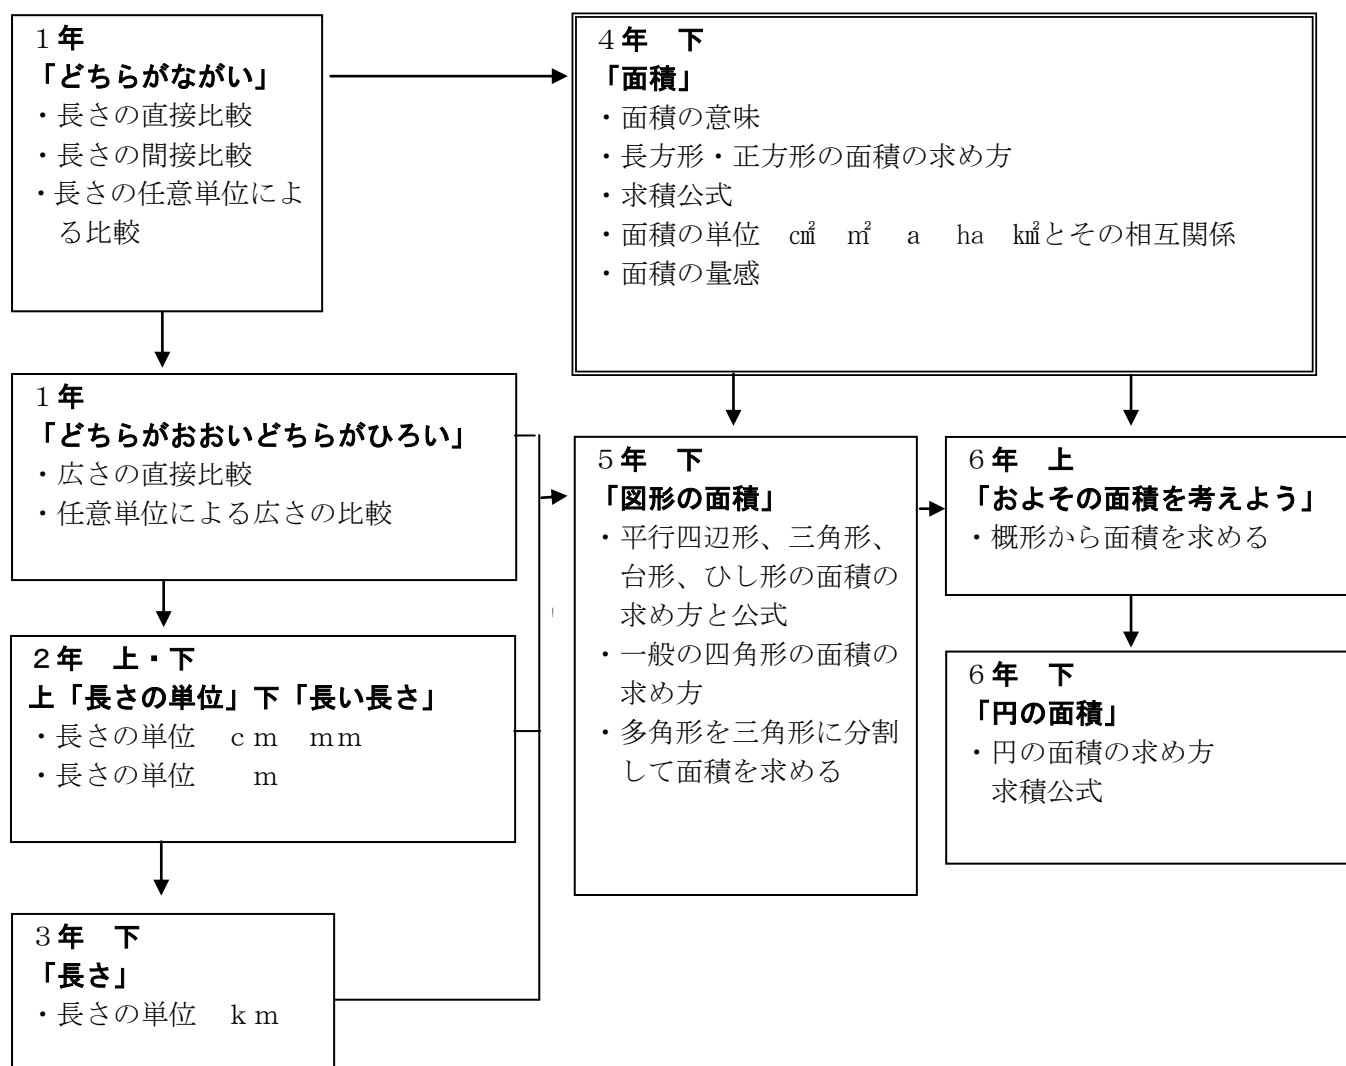 １年
「どちらがながい」
・長さの直接比較
・長さの間接比較
・長さの任意単位によ
る比較
４年　下
「面積」
・面積の意味
・長方形・正方形の面積の求め方
・求積公式
・面積の単位　㎠　㎡　a　ha　㎢とその相互関係
・面積の量感
１年
「どちらがおおいどちらがひろい」
・広さの直接比較
・任意単位による広さの比較
２年　上・下
上「長さの単位」下「長い長さ」
・長さの単位　ｃｍ　ｍｍ
・長さの単位　　ｍ
３年　下
「長さ」
・長さの単位　ｋｍ
５年　下
「図形の面積」
・平行四辺形、三角形、
台形、ひし形の面積の
求め方と公式
・一般の四角形の面積の
求め方
・多角形を三角形に分割
して面積を求める
６年　上
「およその面積を考えよう」
・概形から面積を求める
６年　下
「円の面積」
・円の面積の求め方
求積公式